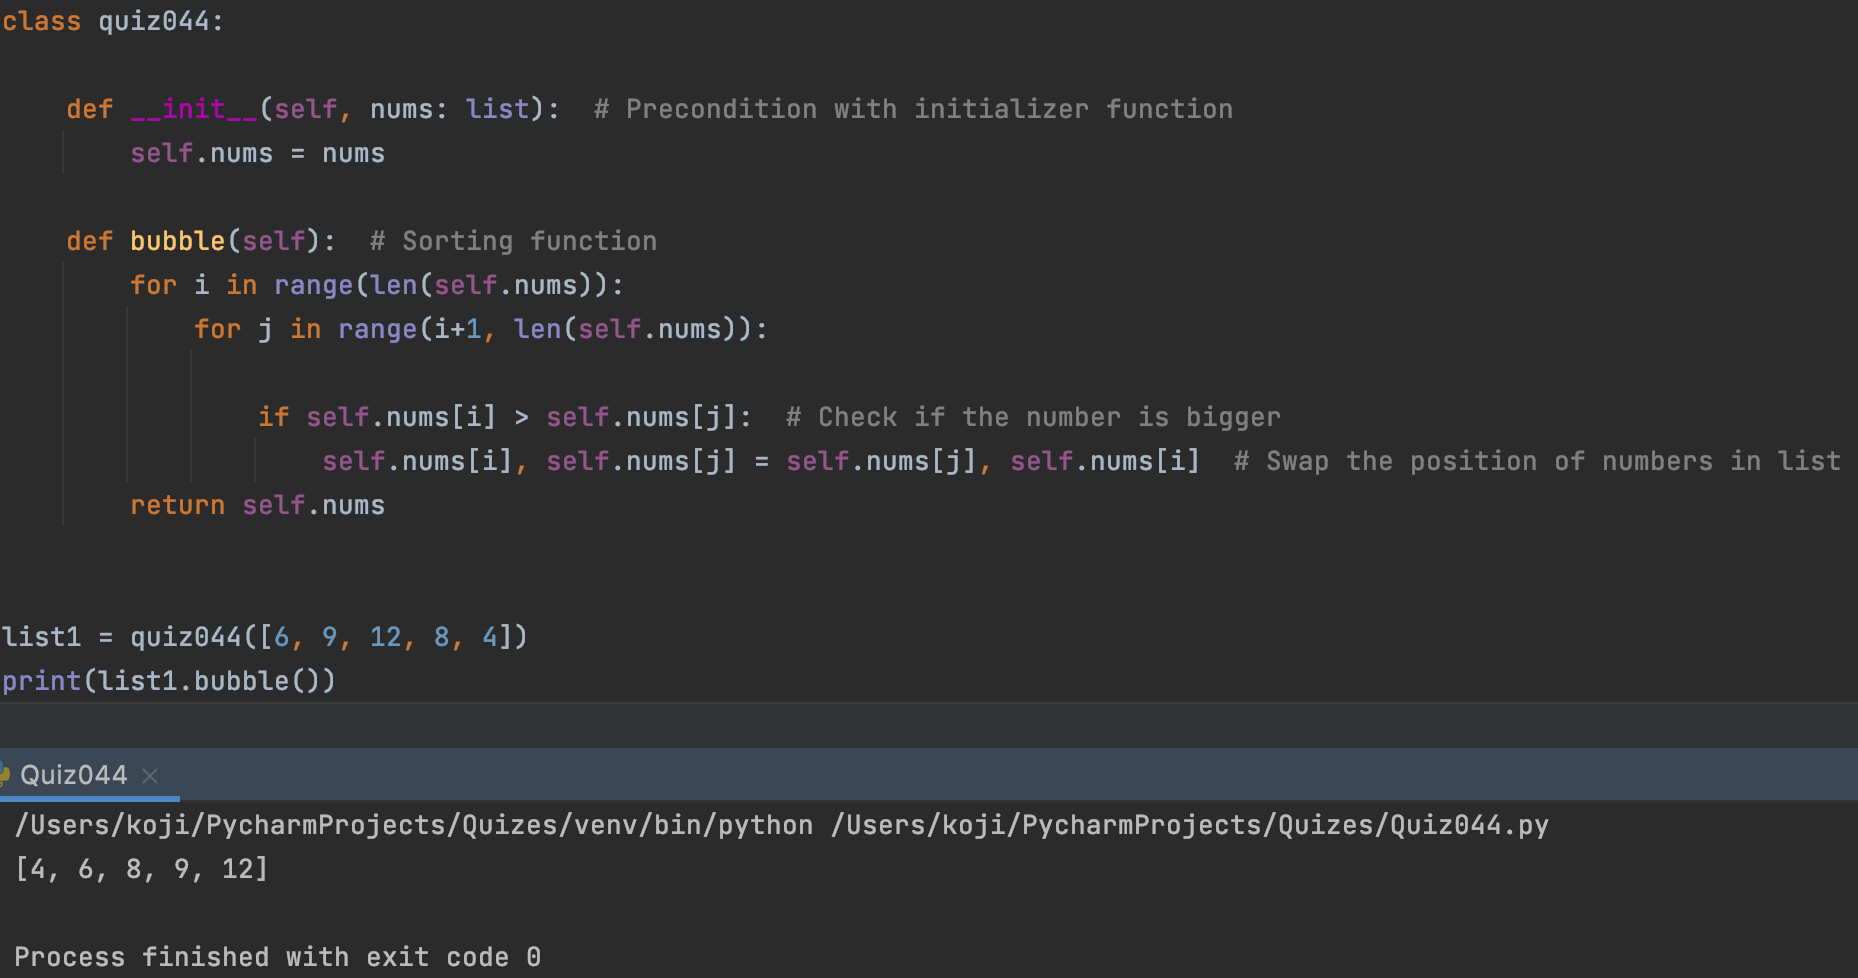 class quiz044:
    def __init__(self, nums: list):  # Precondition with initializer function
        self.nums = nums
    def bubble(self):  # Sorting function
        for i in range(len(self.nums)):
            for j in range(i+1, len(self.nums)):
                if self.nums[i] > self.nums[j]:  # Check if the number is bigger
                    self.nums[i], self.nums[j] = self.nums[j], self.nums[i]  # Swap the position of numbers in list
        return self.nums
list1 = quiz044([6, 9, 12, 8, 4])
print(list1.bubble())
Quiz044 ×
/Users/koji/PycharmProjects/Quizes/venv/bin/python /Users/koji/PycharmProjects/Quizes/Quiz044.py
[4, 6, 8, 9, 12]
Process finished with exit code 0